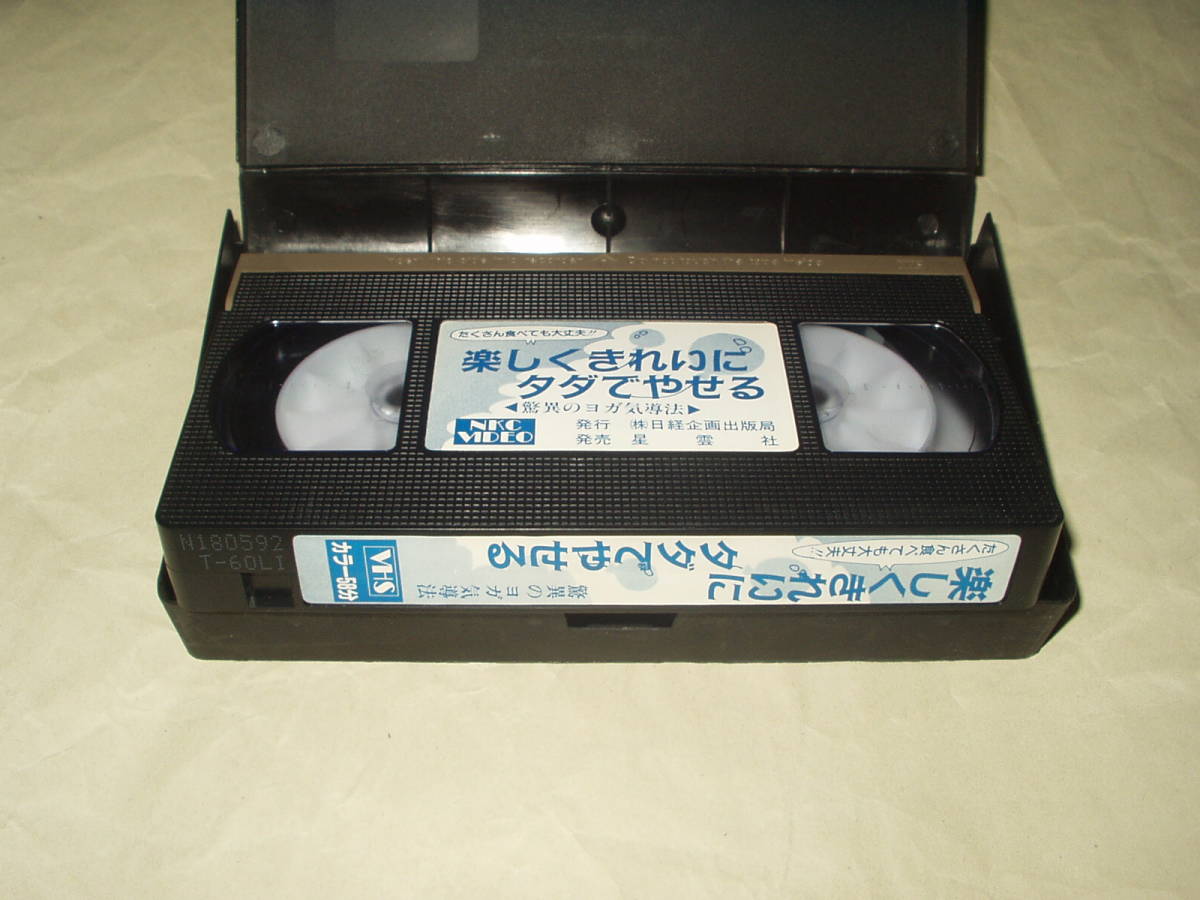 たくさん食べても大丈夫!!
楽しくきれいに
タダでやせる
◀驚異のヨガ気導法▶
NKC VIDEO
発行 ㈱日経企画出版局
発売 星雲社
N180592
T-60LI
たくさん食べても大丈夫!!
楽しくきれいに
タダでやせる
驚異のヨガ気導法
VHS
カラー58分